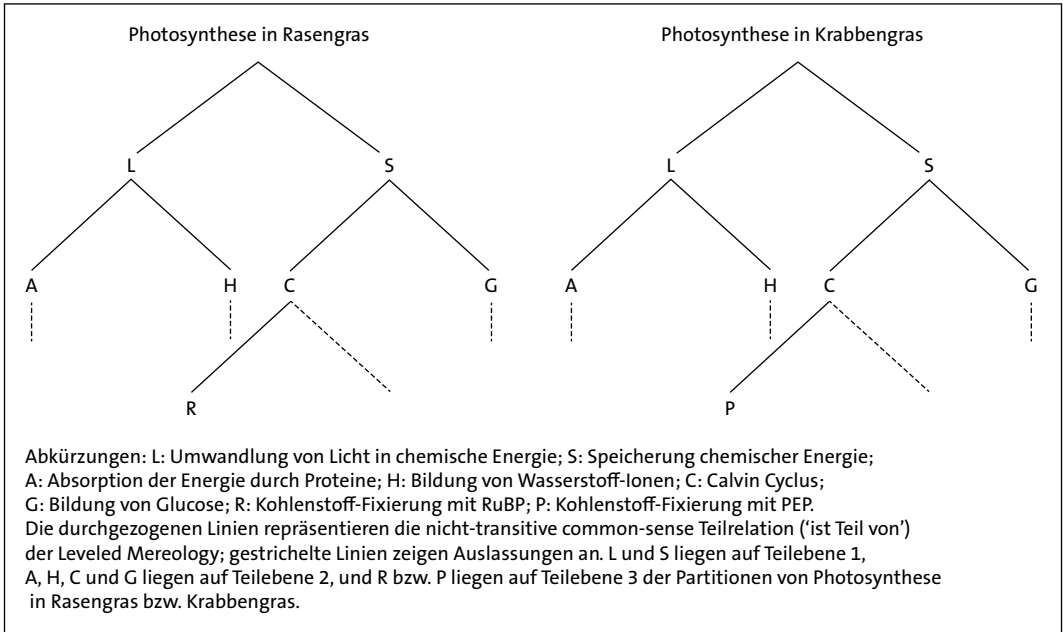 Photosynthese in Rasengras Photosynthese in Krabbengras
L S L S
A H C G A H C G
R P
Abkürzungen: L: Umwandlung von Licht in chemische Energie; S: Speicherung chemischer Energie;
A: Absorption der Energie durch Proteine; H: Bildung von Wasserstoff-Ionen; C: Calvin Cyclus;
G: Bildung von Glucose; R: Kohlenstoff-Fixierung mit RuBP; P: Kohlenstoff-Fixierung mit PEP.
Die durchgezogenen Linien repräsentieren die nicht-transitive common-sense Teilrelation (‘ist Teil von’)
der Leveled Mereology; gestrichelte Linien zeigen Auslassungen an. L und S liegen auf Teilebene 1,
A, H, C und G liegen auf Teilebene 2, und R bzw. P liegen auf Teilebene 3 der Partitionen von Photosynthese
in Rasengras bzw. Krabbengras.